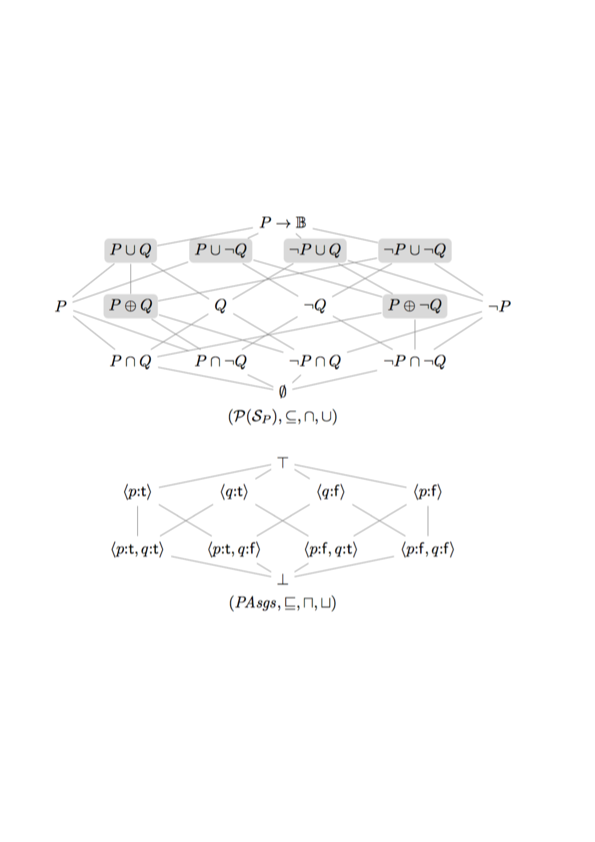 P → 𝔹
P ∪ Q P ∪ ¬Q ¬P ∪ Q ¬P ∪ ¬Q
P P ⊕ Q Q ¬Q P ⊕ ¬Q ¬P
P ∩ Q P ∩ ¬Q ¬P ∩ Q ¬P ∩ ¬Q
∅
(𝒫(𝒮_P), ⊆, ∩, ∪)
⊤
⟨p:t⟩ ⟨q:t⟩ ⟨q:f⟩ ⟨p:f⟩
⟨p:t, q:t⟩ ⟨p:t, q:f⟩ ⟨p:f, q:t⟩ ⟨p:f, q:f⟩
⊥
(PAsgs, ⊑, ⊓, ⊔)